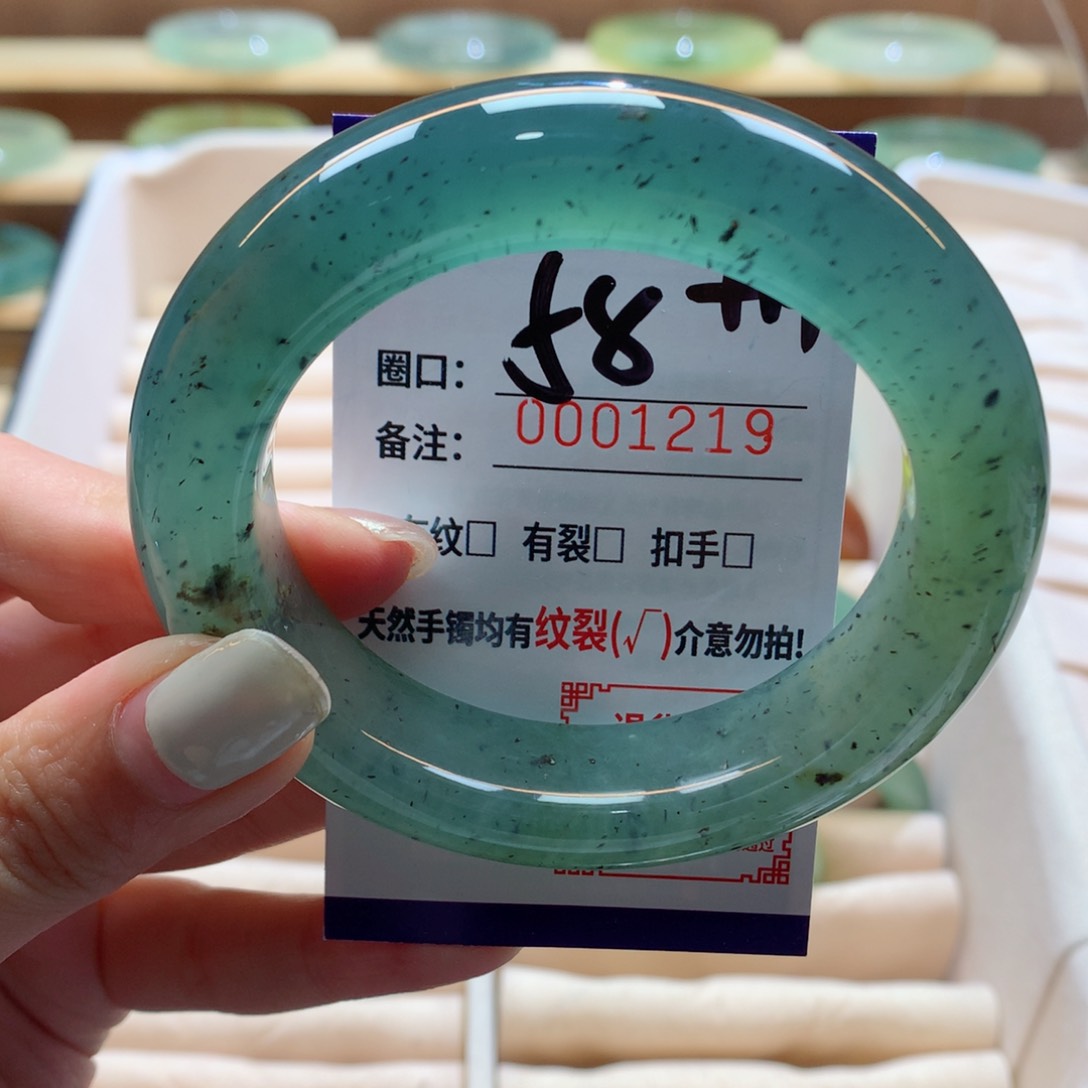 圈口: 58
备注: 0001219
纹□ 有裂□ 扣手□
天然手镯均有纹裂(√)介意勿拍!